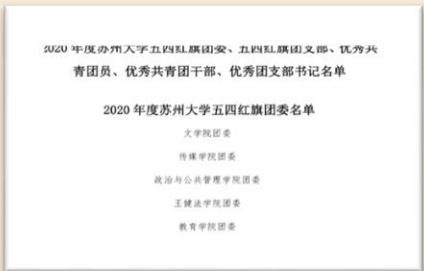 2020 年度苏州大学五四红旗团委、五四红旗团支部、优秀共
青团员、优秀共青团干部、优秀团支部书记名单
2020 年度苏州大学五四红旗团委名单
文学院团委
传媒学院团委
政治与公共管理学院团委
王健法学院团委
教育学院团委